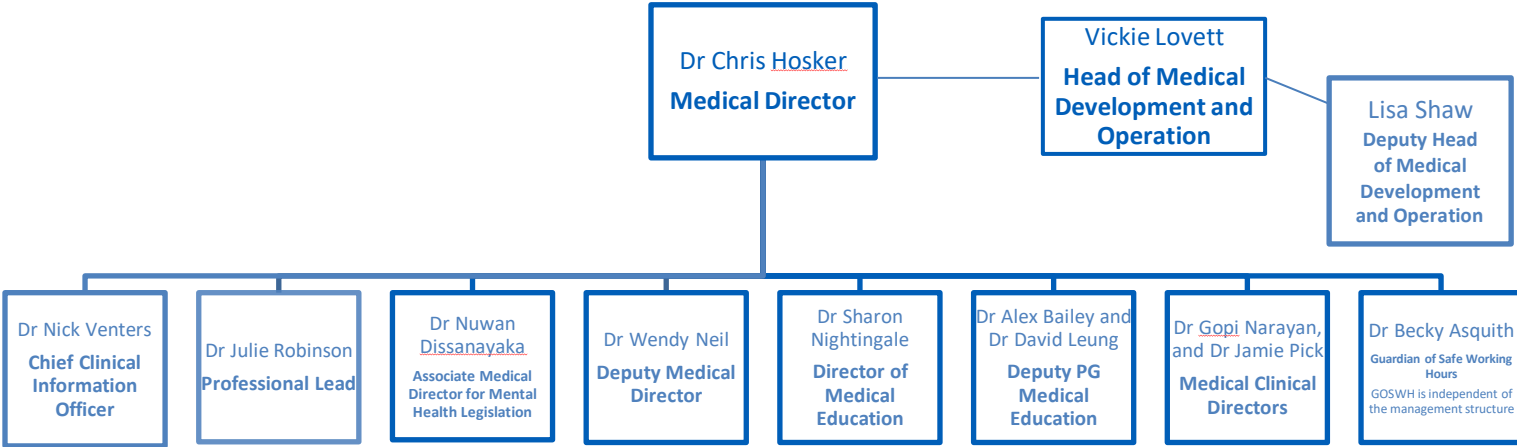 Dr Chris Hosker
Medical Director
Vickie Lovett
Head of Medical
Development and
Operation
Lisa Shaw
Deputy Head
of Medical
Development
and Operation
Dr Nick Venters
Chief Clinical
Information
Officer
Dr Julie Robinson
Professional Lead
Dr Nuwan
Dissanayaka
Associate Medical
Director for Mental
Health Legislation
Dr Wendy Neil
Deputy Medical
Director
Dr Sharon
Nightingale
Director of
Medical
Education
Dr Alex Bailey and
Dr David Leung
Deputy PG
Medical
Education
Dr Gopi Narayan,
and Dr Jamie Pick
Medical Clinical
Directors
Dr Becky Asquith
Guardian of Safe Working
Hours
GOSWH is independent of
the management structure